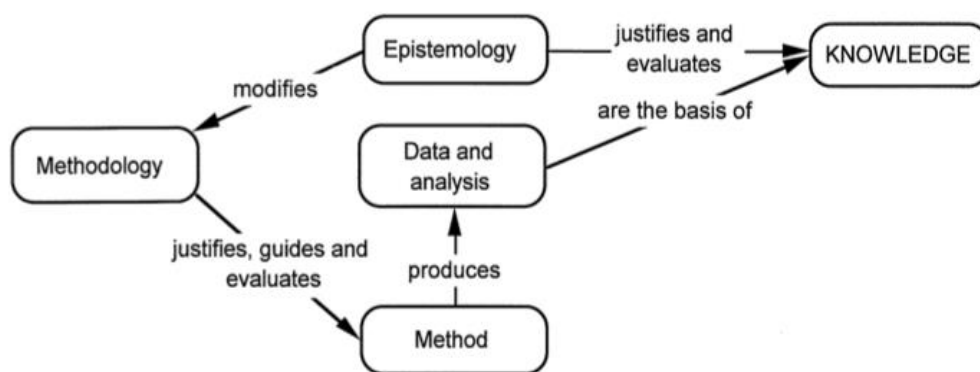 Epistemology
justifies and
evaluates
KNOWLEDGE
modifies
are the basis of
Methodology
Data and
analysis
justifies, guides and
evaluates
produces
Method